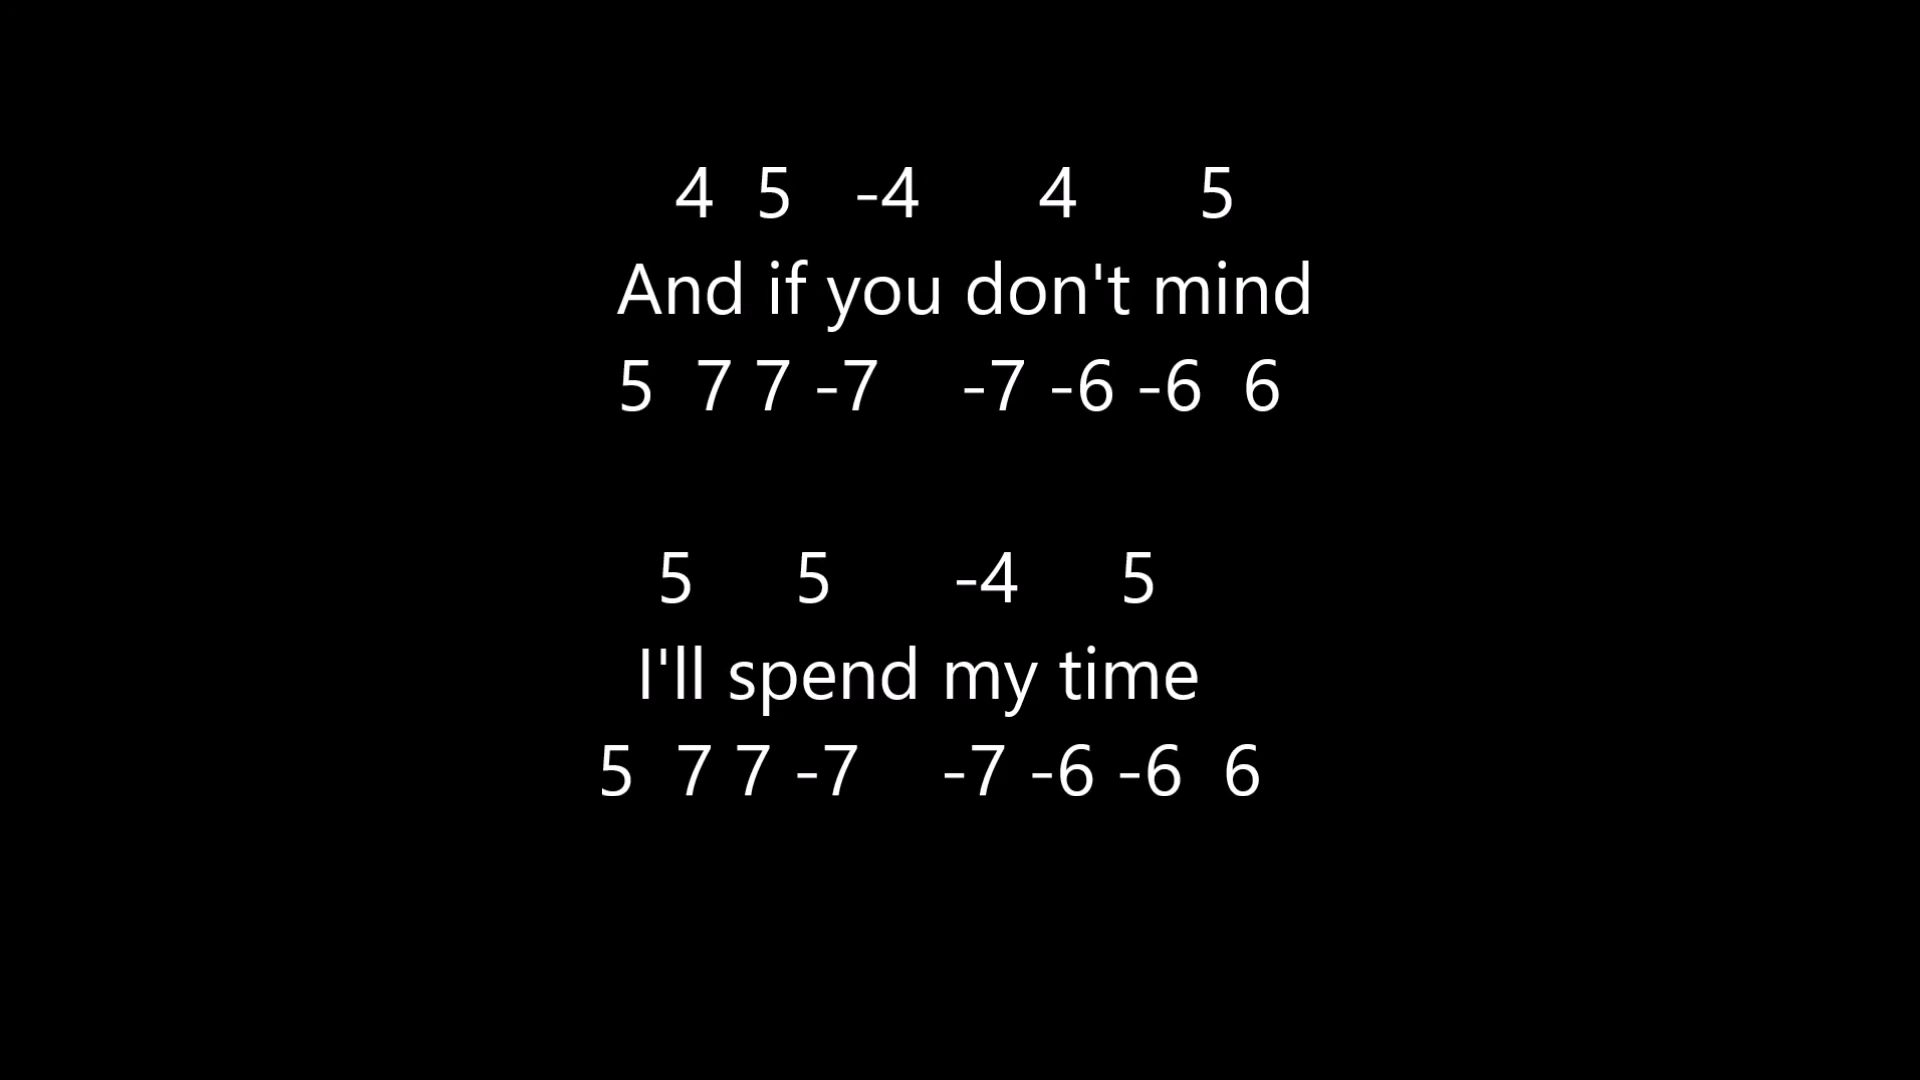 4 5 -4 4 5
And if you don't mind
5 7 7 -7 -7 -6 -6 6
5 5 -4 5
I'll spend my time
5 7 7 -7 -7 -6 -6 6